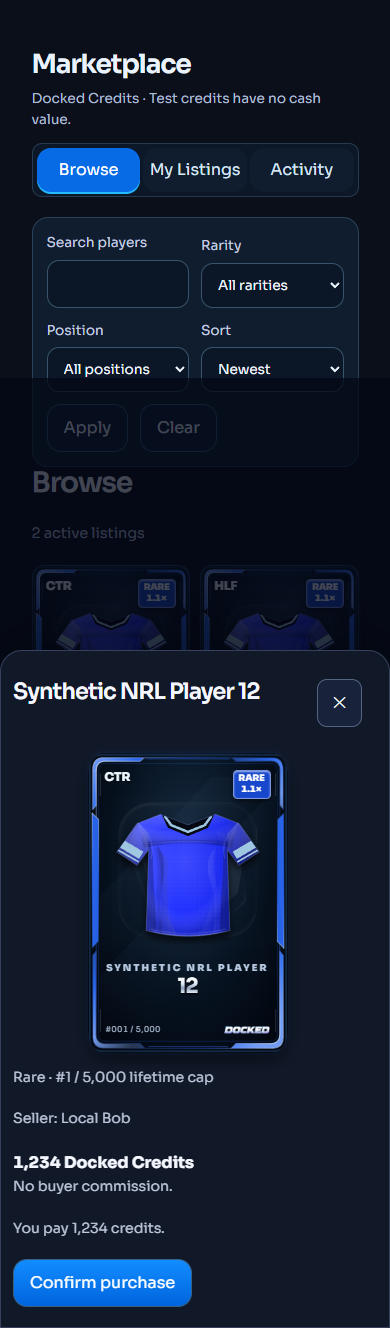 Marketplace
Docked Credits · Test credits have no cash
value.
Browse
My Listings
Activity
Search players
Rarity
All rarities
Position
Sort
All positions
Newest
Apply
Clear
Browse
2 active listings
CTR
RARE
1.1×
HLF
RARE
1.1×
Synthetic NRL Player 12
×
CTR
RARE
1.1×
SYNTHETIC NRL PLAYER
12
#001 / 5,000
DOCKED
Rare · #1 / 5,000 lifetime cap
Seller: Local Bob
1,234 Docked Credits
No buyer commission.
You pay 1,234 credits.
Confirm purchase